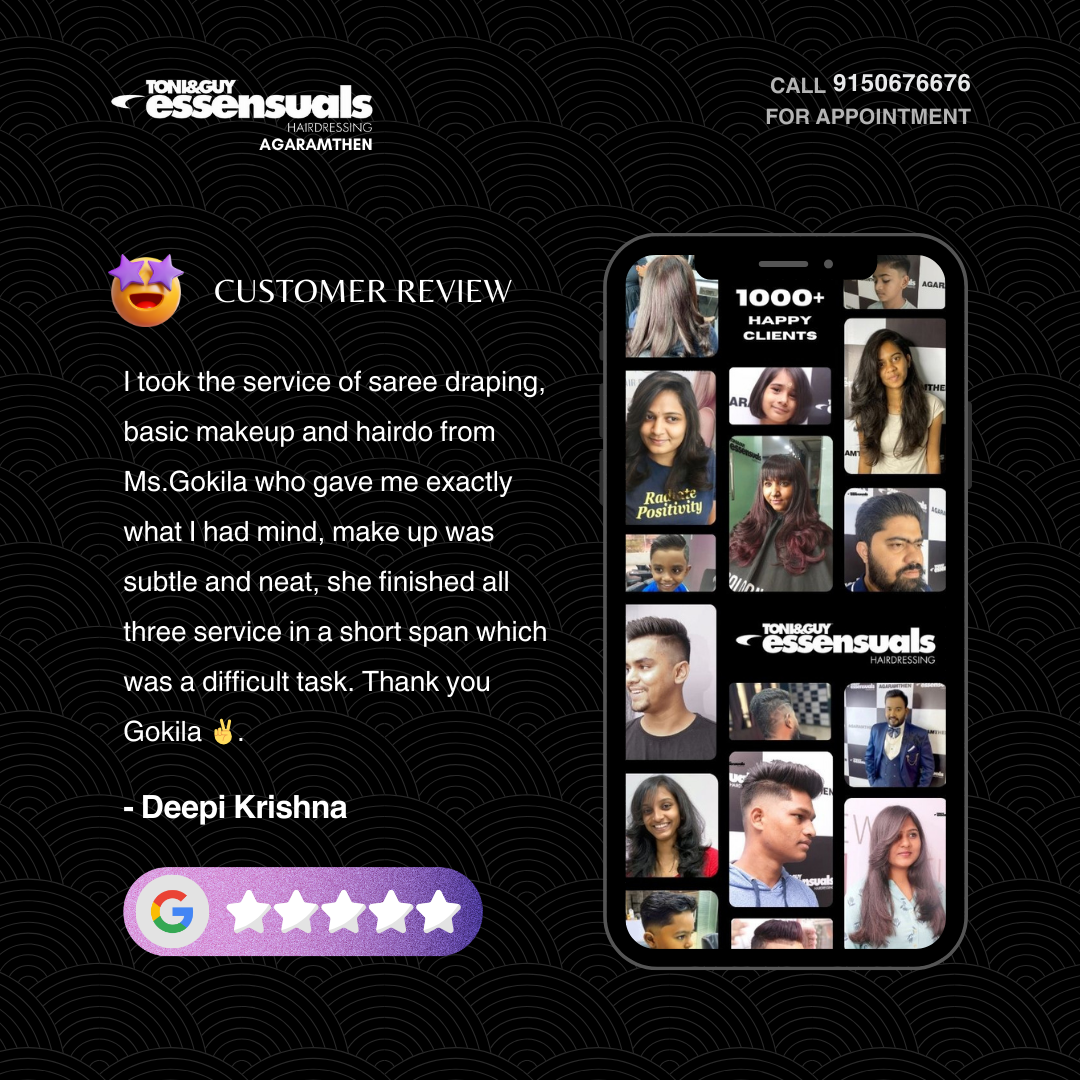 TONI&GUY
essensuals
HAIRDRESSING
AGARAMTHEN
CALL 9150676676
FOR APPOINTMENT
CUSTOMER REVIEW
I took the service of saree draping,
basic makeup and hairdo from
Ms.Gokila who gave me exactly
what I had mind, make up was
subtle and neat, she finished all
three service in a short span which
was a difficult task. Thank you
Gokila ✌️.
- Deepi Krishna
G
1000+
HAPPY
CLIENTS
Radiate
Positivity
TONI&GUY
essensuals
HAIRDRESSING
AGARAMTHEN